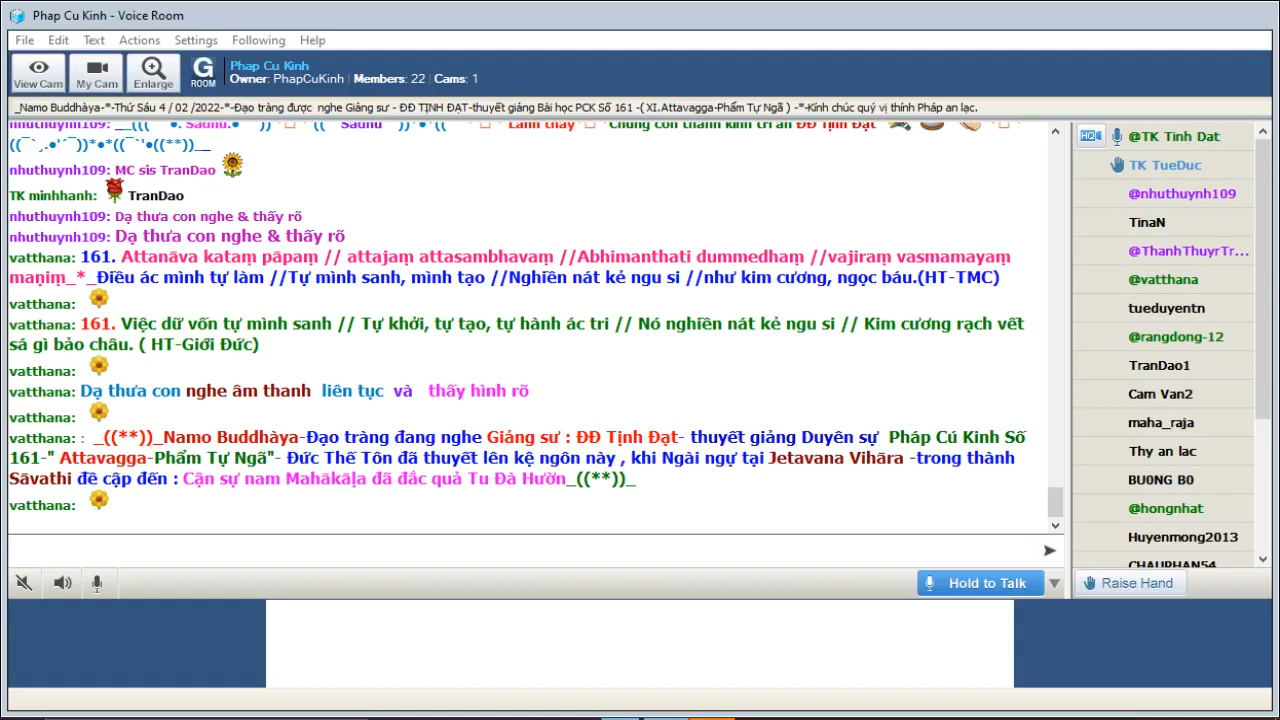 Phap Cu Kinh - Voice Room
File Edit Text Actions Settings Following Help
View Cam My Cam Enlarge G ROOM
Phap Cu Kinh
Owner: PhapCuKinh | Members: 22 | Cams: 1
_Namo Buddhàya-*-Thứ Sáu 4 / 02 /2022-*-Đạo tràng được nghe Giảng sư - ĐĐ TỊNH ĐẠT-thuyết giảng Bài học PCK Số 161 -( XI.Attavagga-Phẩm Tự Ngã ) -*-Kính chúc quý vị thính Pháp an lạc.
nhuthuynh109:
nhuthuynh109: MC sis TranDao
TK minhhanh: TranDao
nhuthuynh109: Dạ thưa con nghe & thấy rõ
nhuthuynh109: Dạ thưa con nghe & thấy rõ
vatthana: 161. Attanāva kataṃ pāpaṃ // attajaṃ attasambhavaṃ //Abhimanthati dummedhaṃ //vajiraṃ vasmamayaṃ
maṇiṃ_*_Điều ác mình tự làm //Tự mình sanh, mình tạo //Nghiền nát kẻ ngu si //như kim cương, ngọc báu.(HT-TMC)
vatthana:
vatthana: 161. Việc dữ vốn tự mình sanh // Tự khởi, tự tạo, tự hành ác tri // Nó nghiền nát kẻ ngu si // Kim cương rạch vết
sá gì bảo châu. ( HT-Giới Đức)
vatthana:
vatthana: Dạ thưa con nghe âm thanh liên tục và thấy hình rõ
vatthana:
vatthana: : _((**))_Namo Buddhàya-Đạo tràng đang nghe Giảng sư : ĐĐ Tịnh Đạt- thuyết giảng Duyên sự Pháp Cú Kinh Số
161-" Attavagga-Phẩm Tự Ngã"- Đức Thế Tôn đã thuyết lên kệ ngôn này , khi Ngài ngự tại Jetavana Vihāra -trong thành
Sāvathi đề cập đến : Cận sự nam Mahākāḷa đã đắc quả Tu Đà Hườn_((**))_
vatthana:
@TK Tinh Dat
TK TueDuc
@nhuthuynh109
TinaN
@ThanhThuyrTr...
@vatthana
tueduyentn
@rangdong-12
TranDao1
Cam Van2
maha_raja
Thy an lac
BU0NG B0
@hongnhat
Huyenmong2013
CHAUPHAN54
Hold to Talk
Raise Hand